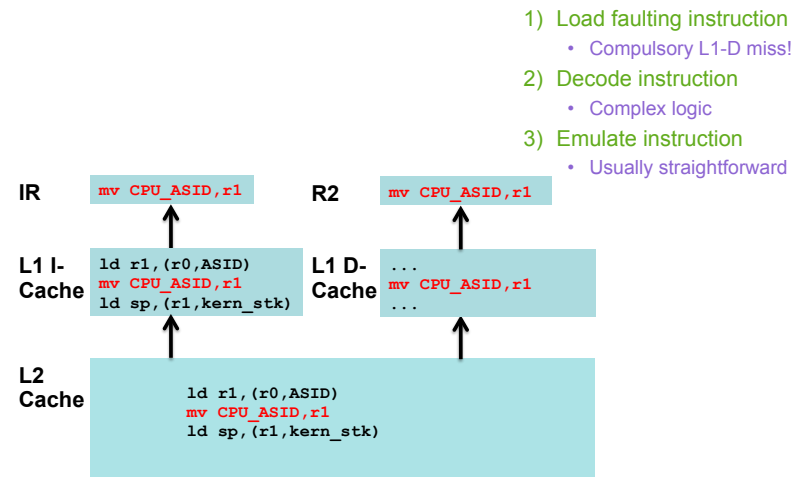 1) Load faulting instruction
• Compulsory L1-D miss!
2) Decode instruction
• Complex logic
3) Emulate instruction
• Usually straightforward
IR
mv CPU_ASID,r1
R2
mv CPU_ASID,r1
L1 I-
Cache
ld r1,(r0,ASID)
mv CPU_ASID,r1
ld sp,(r1,kern_stk)
L1 D-
Cache
...
mv CPU_ASID,r1
...
L2
Cache
ld r1,(r0,ASID)
mv CPU_ASID,r1
ld sp,(r1,kern_stk)